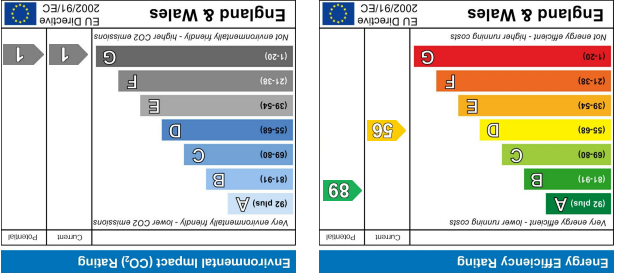 Energy Efficiency Rating
Current
Potential
Very energy efficient - lower running costs
(92 plus) A
(81-91) B
89
(69-80) C
(55-68) D
56
(39-54) E
(21-38) F
(1-20) G
Not energy efficient - higher running costs
England & Wales
EU Directive
2002/91/EC
Environmental Impact (CO₂) Rating
Current
Potential
Very environmentally friendly - lower CO2 emissions
(92 plus) A
(81-91) B
(69-80) C
(55-68) D
(39-54) E
(21-38) F
(1-20) G
1
1
Not environmentally friendly - higher CO2 emissions
England & Wales
EU Directive
2002/91/EC